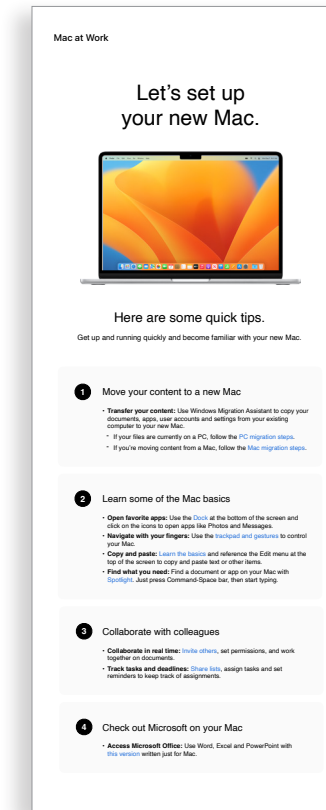 Mac at Work
Let’s set up
your new Mac.
Here are some quick tips.
Get up and running quickly and become familiar with your new Mac.
1 Move your content to a new Mac
• Transfer your content: Use Windows Migration Assistant to copy your
documents, apps, user accounts and settings from your existing
computer to your new Mac.
- If your files are currently on a PC, follow the PC migration steps.
- If you’re moving content from a Mac, follow the Mac migration steps.
2 Learn some of the Mac basics
• Open favorite apps: Use the Dock at the bottom of the screen and
click on the icons to open apps like Photos and Messages.
• Navigate with your fingers: Use the trackpad and gestures to control
your Mac.
• Copy and paste: Learn the basics and reference the Edit menu at the
top of the screen to copy and paste text or other items.
• Find what you need: Find a document or app on your Mac with
Spotlight. Just press Command-Space bar, then start typing.
3 Collaborate with colleagues
• Collaborate in real time: Invite others, set permissions, and work
together on documents.
• Track tasks and deadlines: Share lists, assign tasks and set
reminders to keep track of assignments.
4 Check out Microsoft on your Mac
• Access Microsoft Office: Use Word, Excel and PowerPoint with
this version written just for Mac.